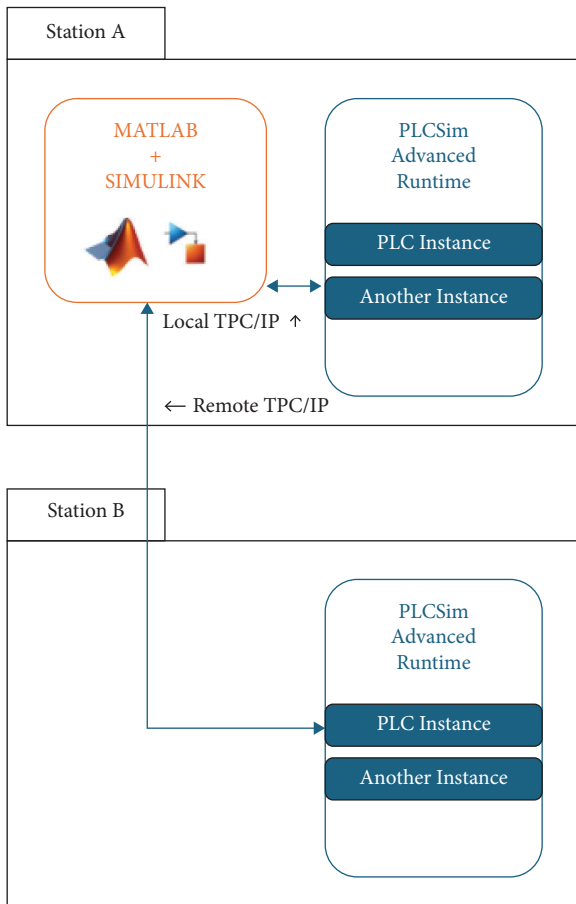 Station A
MATLAB
+
SIMULINK
PLCSim
Advanced
Runtime
PLC Instance
Another Instance
Local TPC/IP ↑
← Remote TPC/IP
Station B
PLCSim
Advanced
Runtime
PLC Instance
Another Instance